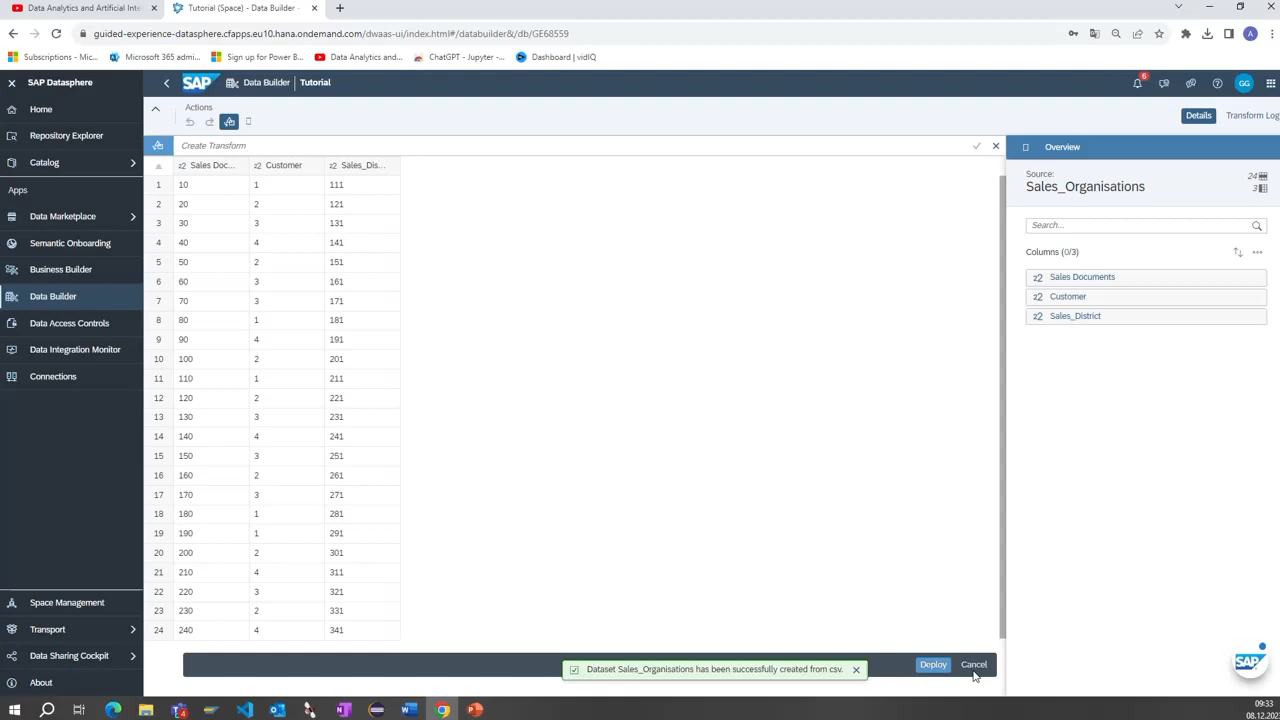 Data Analytics and Artificial Inte
Tutorial (Space) - Data Builder -
guided-experience-datasphere.cfapps.eu10.hana.ondemand.com/dwaas-ui/index.html#/databuilder&/db/GE68559
Subscriptions - Mic...
Microsoft 365 admi...
Sign up for Power B...
Data Analytics and...
ChatGPT - Jupyter -...
Dashboard | vidIQ
SAP Datasphere
SAP
Data Builder
Tutorial
6
GG
Home
Repository Explorer
Catalog
Apps
Data Marketplace
Semantic Onboarding
Business Builder
Data Builder
Data Access Controls
Data Integration Monitor
Connections
Space Management
Transport
Data Sharing Cockpit
About
Actions
Details
Transform Log
Create Transform
Sales Doc... Customer Sales_Dis...
1 10 1 111
2 20 2 121
3 30 3 131
4 40 4 141
5 50 2 151
6 60 3 161
7 70 3 171
8 80 1 181
9 90 4 191
10 100 2 201
11 110 1 211
12 120 2 221
13 130 3 231
14 140 4 241
15 150 3 251
16 160 2 261
17 170 3 271
18 180 1 281
19 190 1 291
20 200 2 301
21 210 4 311
22 220 3 321
23 230 2 331
24 240 4 341
Dataset Sales_Organisations has been successfully created from csv.
Deploy
Cancel
Overview
Source:
Sales_Organisations
24
3
Search...
Columns (0/3)
Sales Documents
Customer
Sales_District
SAP
09:33